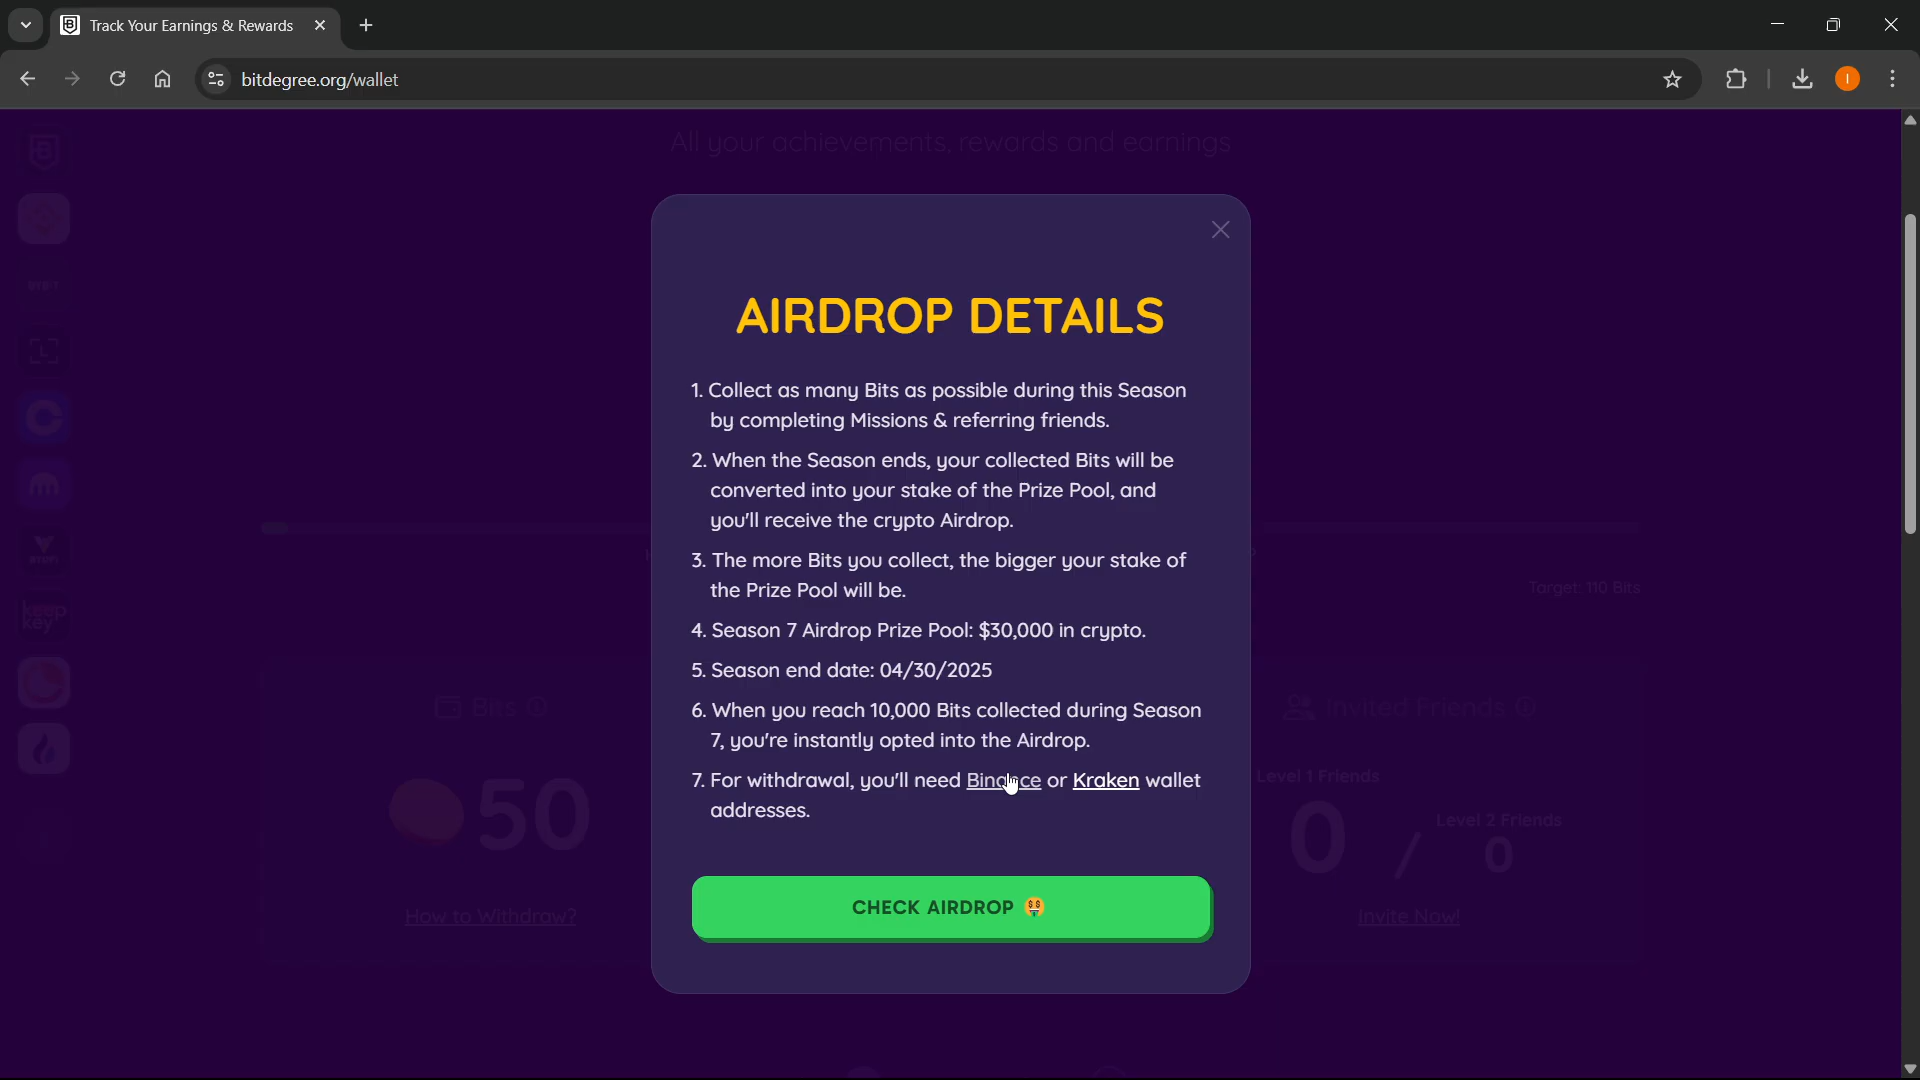 Track Your Earnings & Rewards
bitdegree.org/wallet
I
All your achievements, rewards and earnings
AIRDROP DETAILS
1. Collect as many Bits as possible during this Season
by completing Missions & referring friends.
2. When the Season ends, your collected Bits will be
converted into your stake of the Prize Pool, and
you'll receive the crypto Airdrop.
3. The more Bits you collect, the bigger your stake of
the Prize Pool will be.
4. Season 7 Airdrop Prize Pool: $30,000 in crypto.
5. Season end date: 04/30/2025
6. When you reach 10,000 Bits collected during Season
7, you're instantly opted into the Airdrop.
7. For withdrawal, you'll need Binance or Kraken wallet
addresses.
CHECK AIRDROP
Target: 110 Bits
Bits
50
How to Withdraw?
Invited Friends
Level 1 Friends
0
/
Level 2 Friends
0
Invite Now!
keep
key